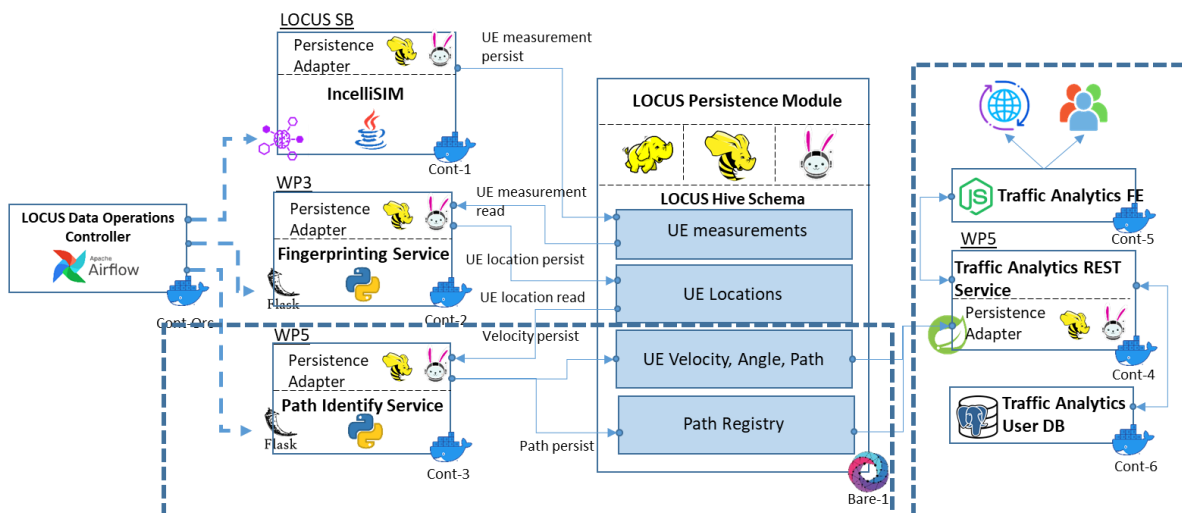 LOCUS SB
Persistence
Adapter
IncelliSIM
Cont-1
UE measurement
persist
WP3
Persistence
Adapter
Fingerprinting Service
Flask
Cont-2
UE measurement
read
UE location persist
UE location read
LOCUS Data Operations
Controller
Apache
Airflow
Cont-Orc
WP5
Persistence
Adapter
Path Identify Service
Flask
Cont-3
Velocity persist
Path persist
LOCUS Persistence Module
LOCUS Hive Schema
UE measurements
UE Locations
UE Velocity, Angle, Path
Path Registry
Bare-1
JS
Traffic Analytics FE
Cont-5
WP5
Traffic Analytics REST
Service
Persistence
Adapter
Cont-4
Traffic Analytics
User DB
Cont-6